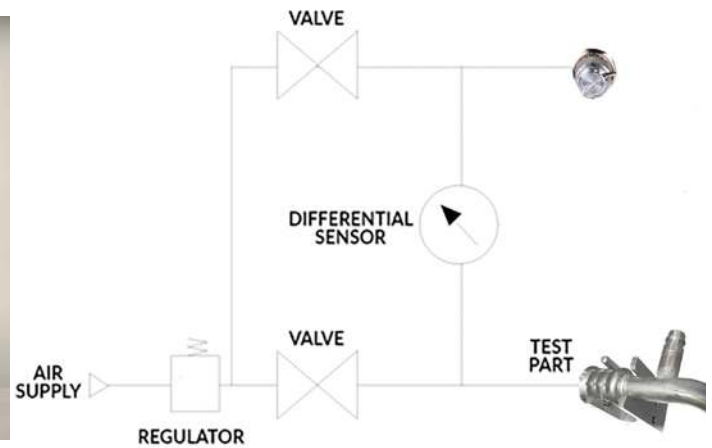 VALVE
DIFFERENTIAL
SENSOR
VALVE
TEST
PART
AIR
SUPPLY
REGULATOR